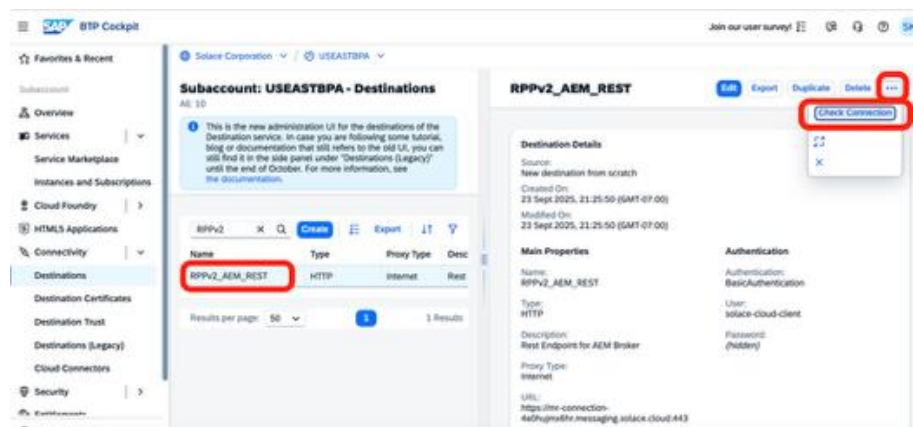 SAP BTP Cockpit
Join our user survey!
Favorites & Recent
Subaccount
Overview
Services
Service Marketplace
Instances and Subscriptions
Cloud Foundry
HTML5 Applications
Connectivity
Destinations
Destination Certificates
Destination Trust
Destinations (Legacy)
Cloud Connectors
Security
Entitlements
Solace Corporation / USEASTBPA
Subaccount: USEASTBPA - Destinations
All: 10
This is the new administration UI for the destinations of the
Destination service. In case you are following some tutorial,
blog or documentation that still refers to the old UI, you can
still find it in the side panel under "Destinations (Legacy)"
until the end of October. For more information, see
the documentation.
RPPv2 Create Export
Name Type Proxy Type Desc
RPPv2_AEM_REST HTTP Internet Rest
Results per page: 50 1 1 Results
RPPv2_AEM_REST
Edit Export Duplicate Delete ...
Check Connection
Destination Details
Source:
New destination from scratch
Created On:
23 Sept 2025, 21:25:50 (GMT-07:00)
Modified On:
23 Sept 2025, 21:25:50 (GMT-07:00)
Main Properties
Name:
RPPv2_AEM_REST
Type:
HTTP
Description:
Rest Endpoint for AEM Broker
Proxy Type:
Internet
URL:
https://mr-connection-
Authentication
Authentication:
BasicAuthentication
User:
solace-cloud-client
Password:
(hidden)